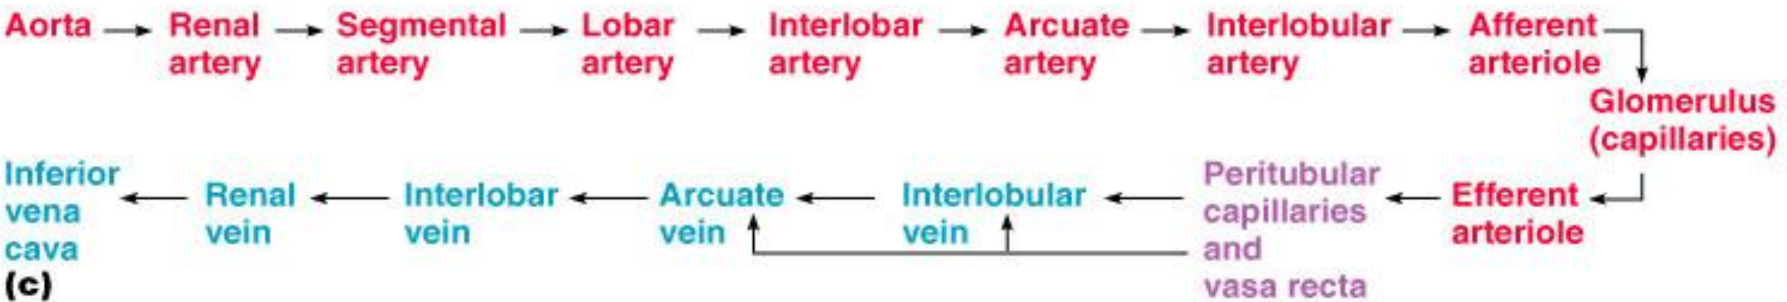 Aorta Renal Segmental Lobar Interlobar Arcuate Interlobular Afferent
artery artery artery artery artery artery arteriole
Glomerulus
(capillaries)
Inferior
vena
cava
Renal
vein
Interlobar
vein
Arcuate
vein
Interlobular
vein
Peritubular
capillaries
and
vasa recta
Efferent
arteriole
(c)